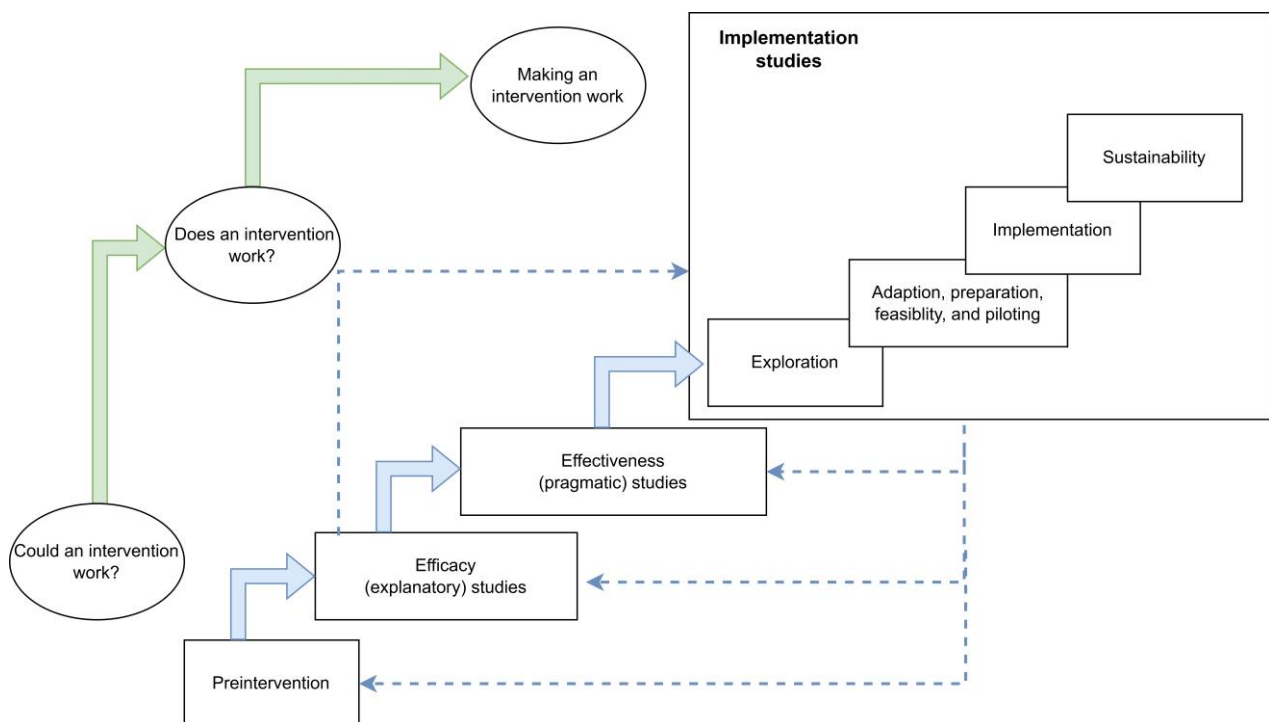 Implementation
studies
Making an
intervention work
Sustainability
Does an intervention
work?
Implementation
Adaption, preparation,
feasiblity, and piloting
Exploration
Effectiveness
(pragmatic) studies
Could an intervention
work?
Efficacy
(explanatory) studies
Preintervention